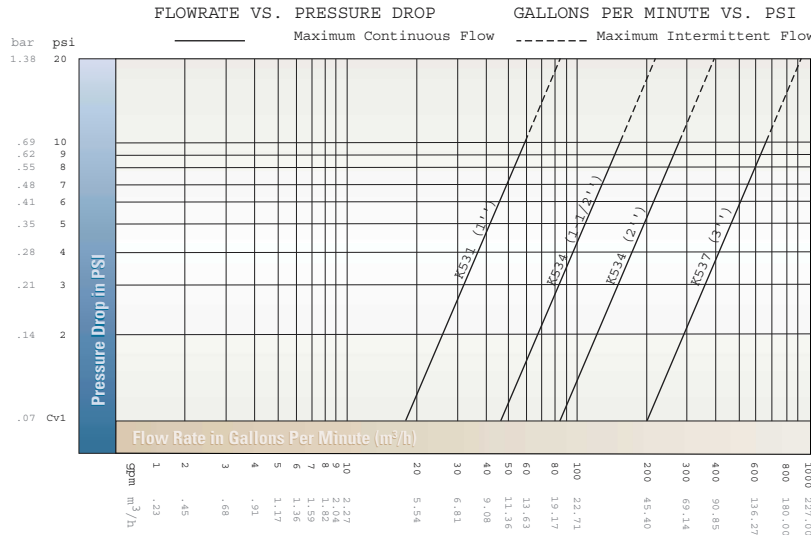 FLOWRATE VS. PRESSURE DROP GALLONS PER MINUTE VS. PSI
Maximum Continuous Flow Maximum Intermittent Flow
bar psi
1.38 20
.69 10
.62 9
.55 8
.48 7
.41 6
.35 5
.28 4
.21 3
.14 2
.07 Cv1
Pressure Drop in PSI
K531 (1'')
K534 (1-1/2'')
K534 (2'')
K537 (3'')
Flow Rate in Gallons Per Minute (m³/h)
gpm 1 2 3 4 5 6 7 8 9 10 20 30 40 50 60 80 100 200 300 400 600 800 1000
m³/h .23 .45 .68 .91 1.17 1.36 1.59 1.82 2.04 2.27 5.54 6.81 9.08 11.36 13.63 19.17 22.71 45.40 69.14 90.85 136.27 180.00 227.00